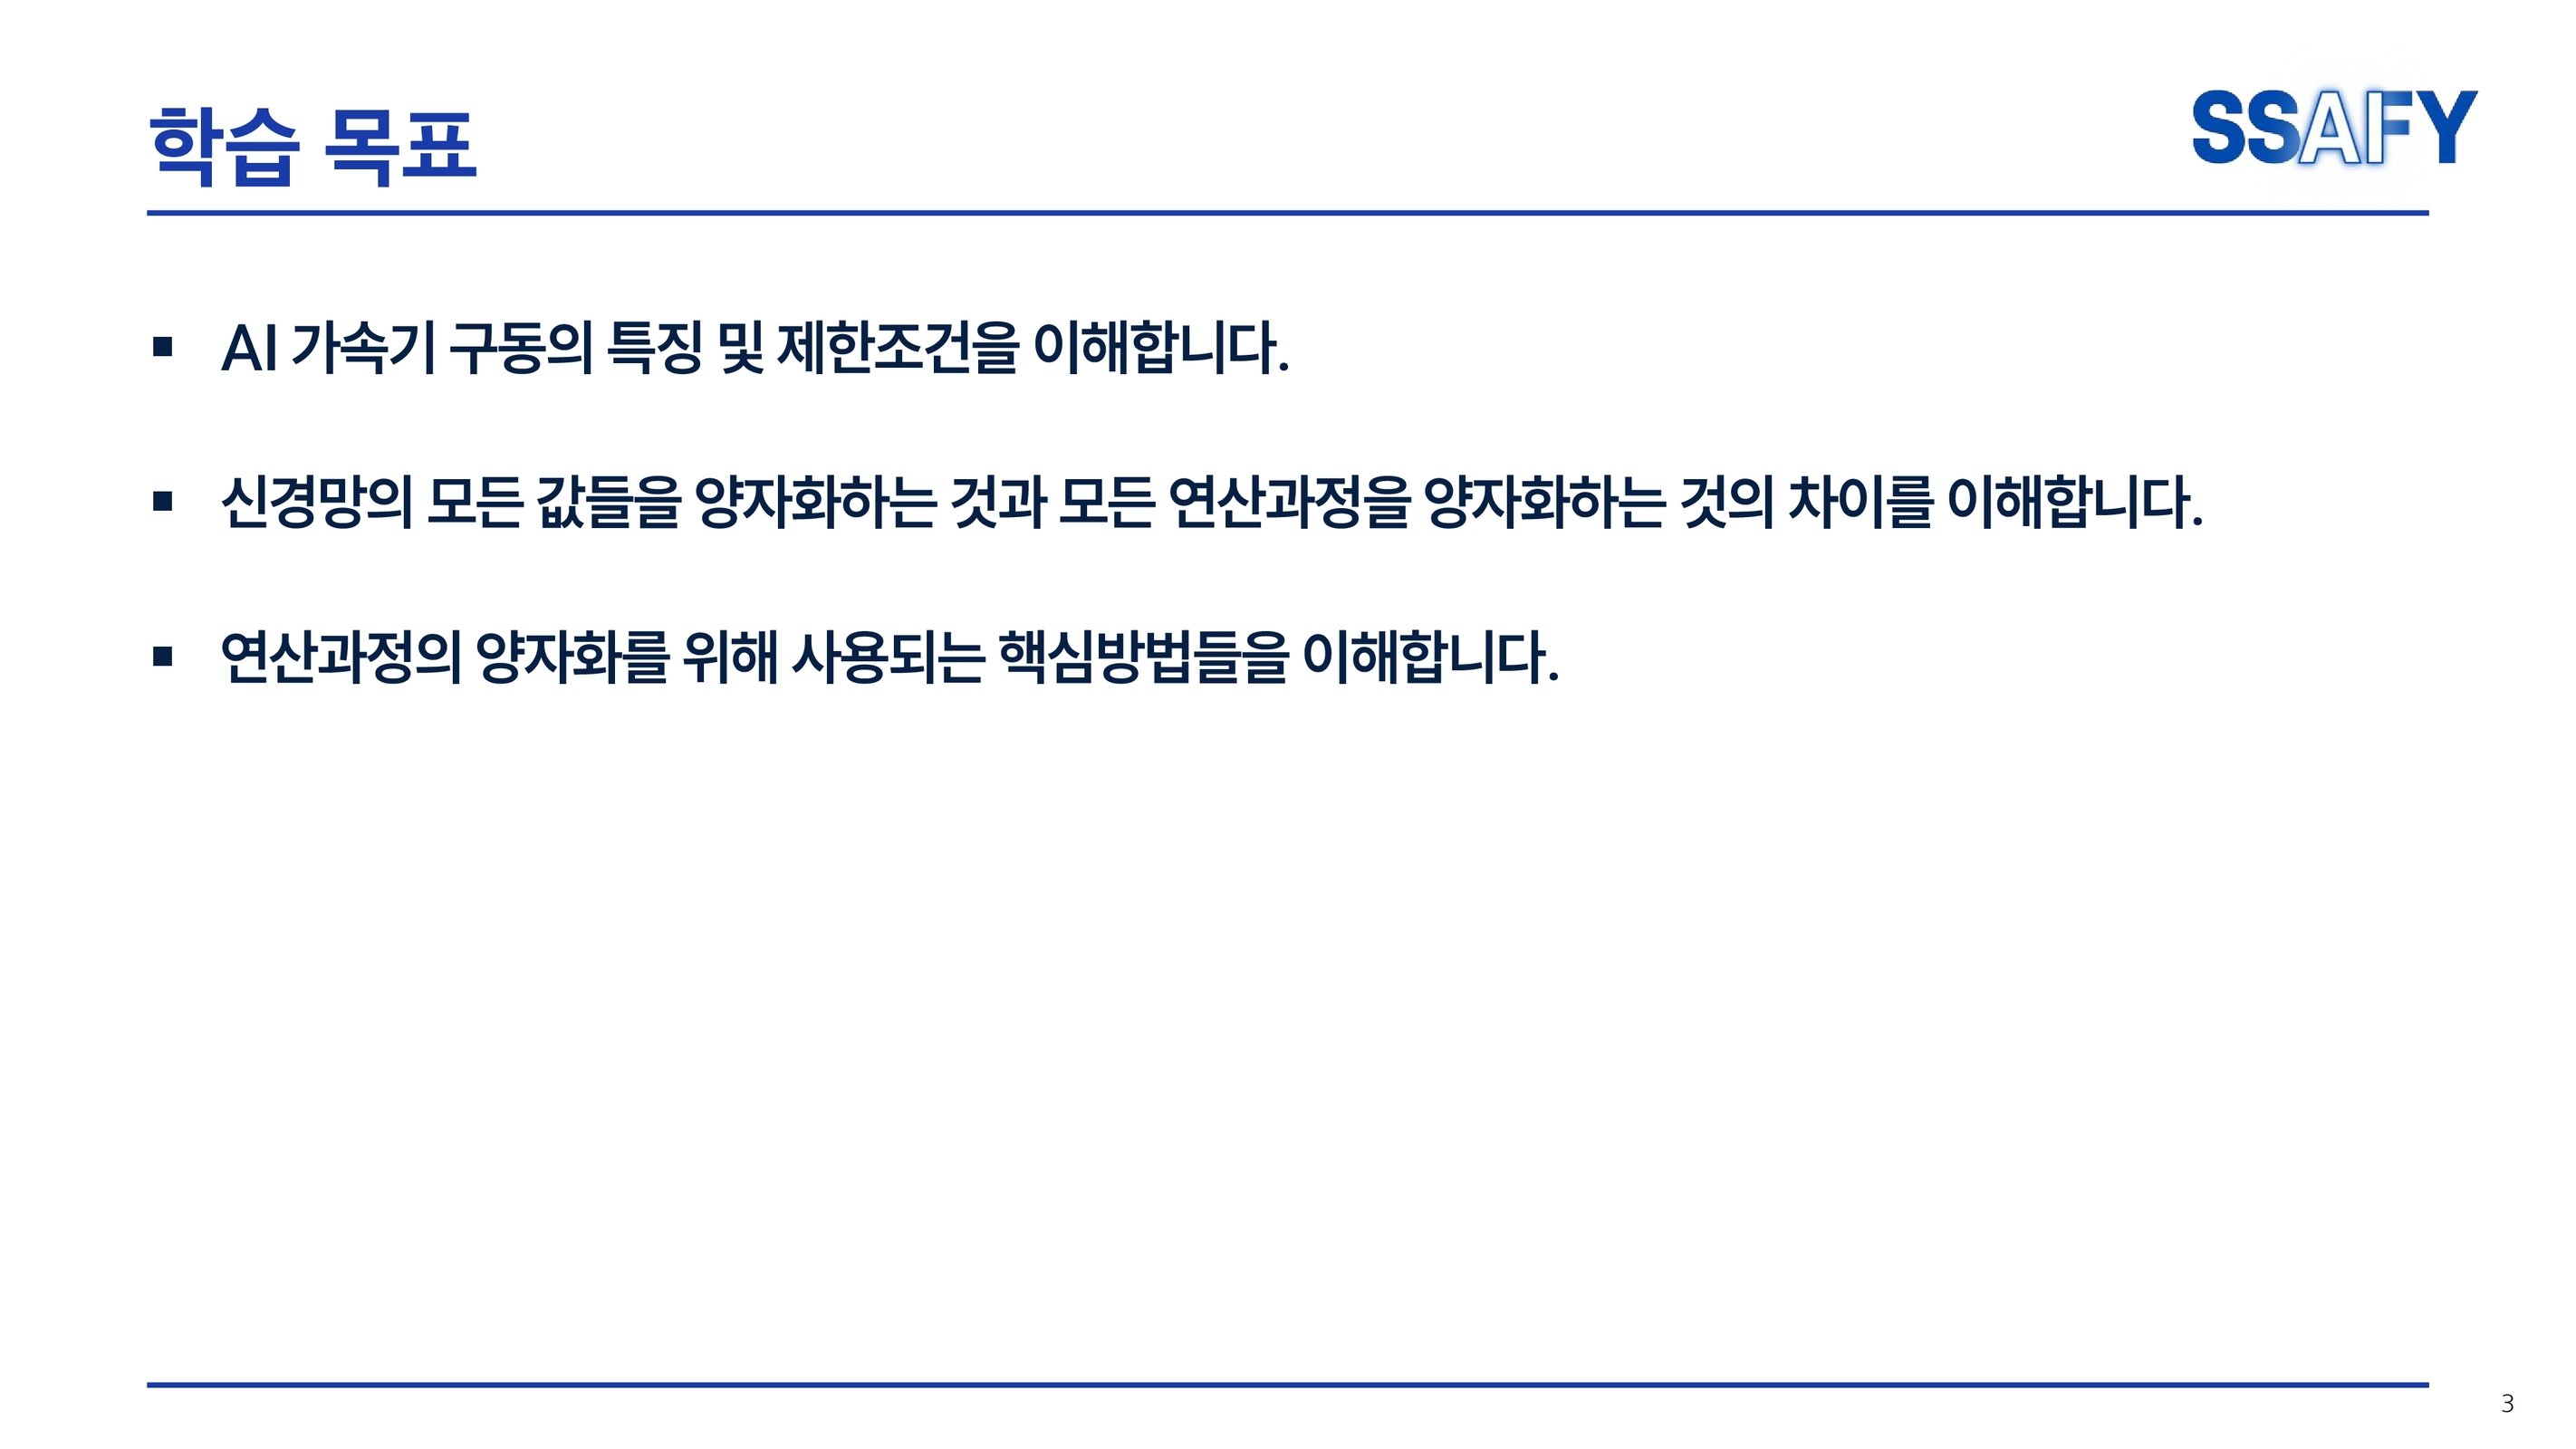 학습 목표
SSAFY
▪ AI 가속기 구동의 특징 및 제한조건을 이해합니다.
▪ 신경망의 모든 값들을 양자화하는 것과 모든 연산과정을 양자화하는 것의 차이를 이해합니다.
▪ 연산과정의 양자화를 위해 사용되는 핵심방법들을 이해합니다.
3